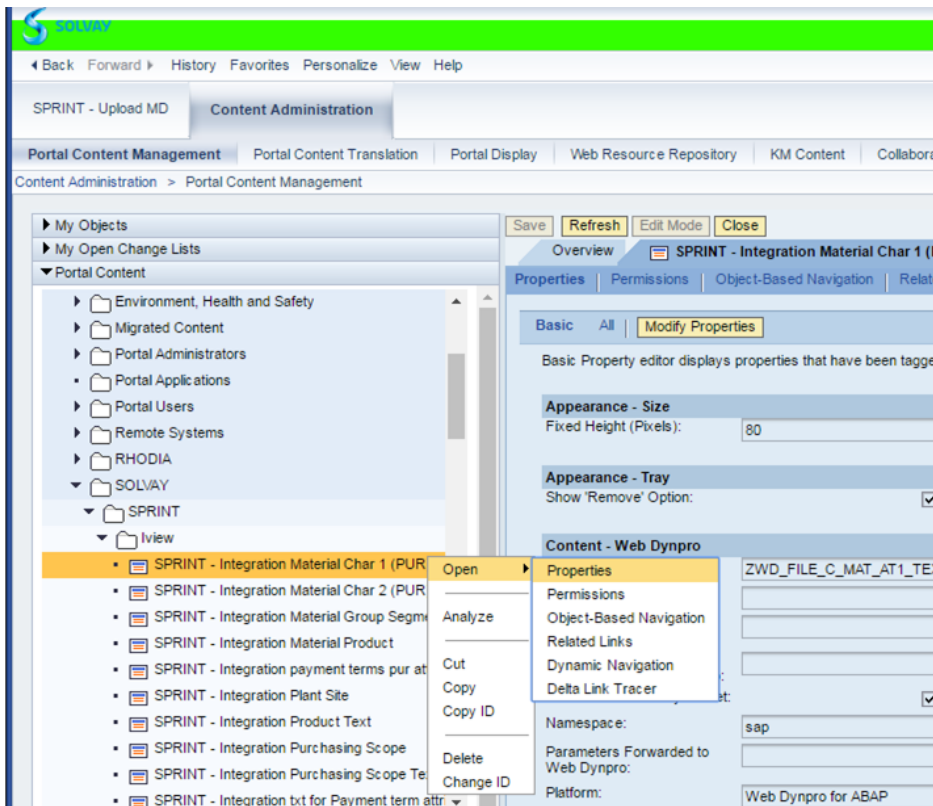 SOLVAY
Back Forward History Favorites Personalize View Help
SPRINT - Upload MD Content Administration
Portal Content Management Portal Content Translation Portal Display Web Resource Repository KM Content Collabora
Content Administration > Portal Content Management
My Objects
My Open Change Lists
Portal Content
Environment, Health and Safety
Migrated Content
Portal Administrators
Portal Applications
Portal Users
Remote Systems
RHODIA
SOLVAY
SPRINT
Iview
SPRINT - Integration Material Char 1 (PUR
SPRINT - Integration Material Char 2 (PUR
SPRINT - Integration Material Group Segme
SPRINT - Integration Material Product
SPRINT - Integration payment terms pur at
SPRINT - Integration Plant Site
SPRINT - Integration Product Text
SPRINT - Integration Purchasing Scope
SPRINT - Integration Purchasing Scope Te
SPRINT - Integration txt for Payment term attri
Open
Analyze
Cut
Copy
Copy ID
Delete
Change ID
Properties
Permissions
Object-Based Navigation
Related Links
Dynamic Navigation
Delta Link Tracer
Save Refresh Edit Mode Close
Overview SPRINT - Integration Material Char 1 (
Properties Permissions Object-Based Navigation Relat
Basic All Modify Properties
Basic Property editor displays properties that have been tagge
Appearance - Size
Fixed Height (Pixels): 80
Appearance - Tray
Show 'Remove' Option:
Content - Web Dynpro
ZWD_FILE_C_MAT_AT1_TE
Namespace: sap
Parameters Forwarded to
Web Dynpro:
Platform: Web Dynpro for ABAP